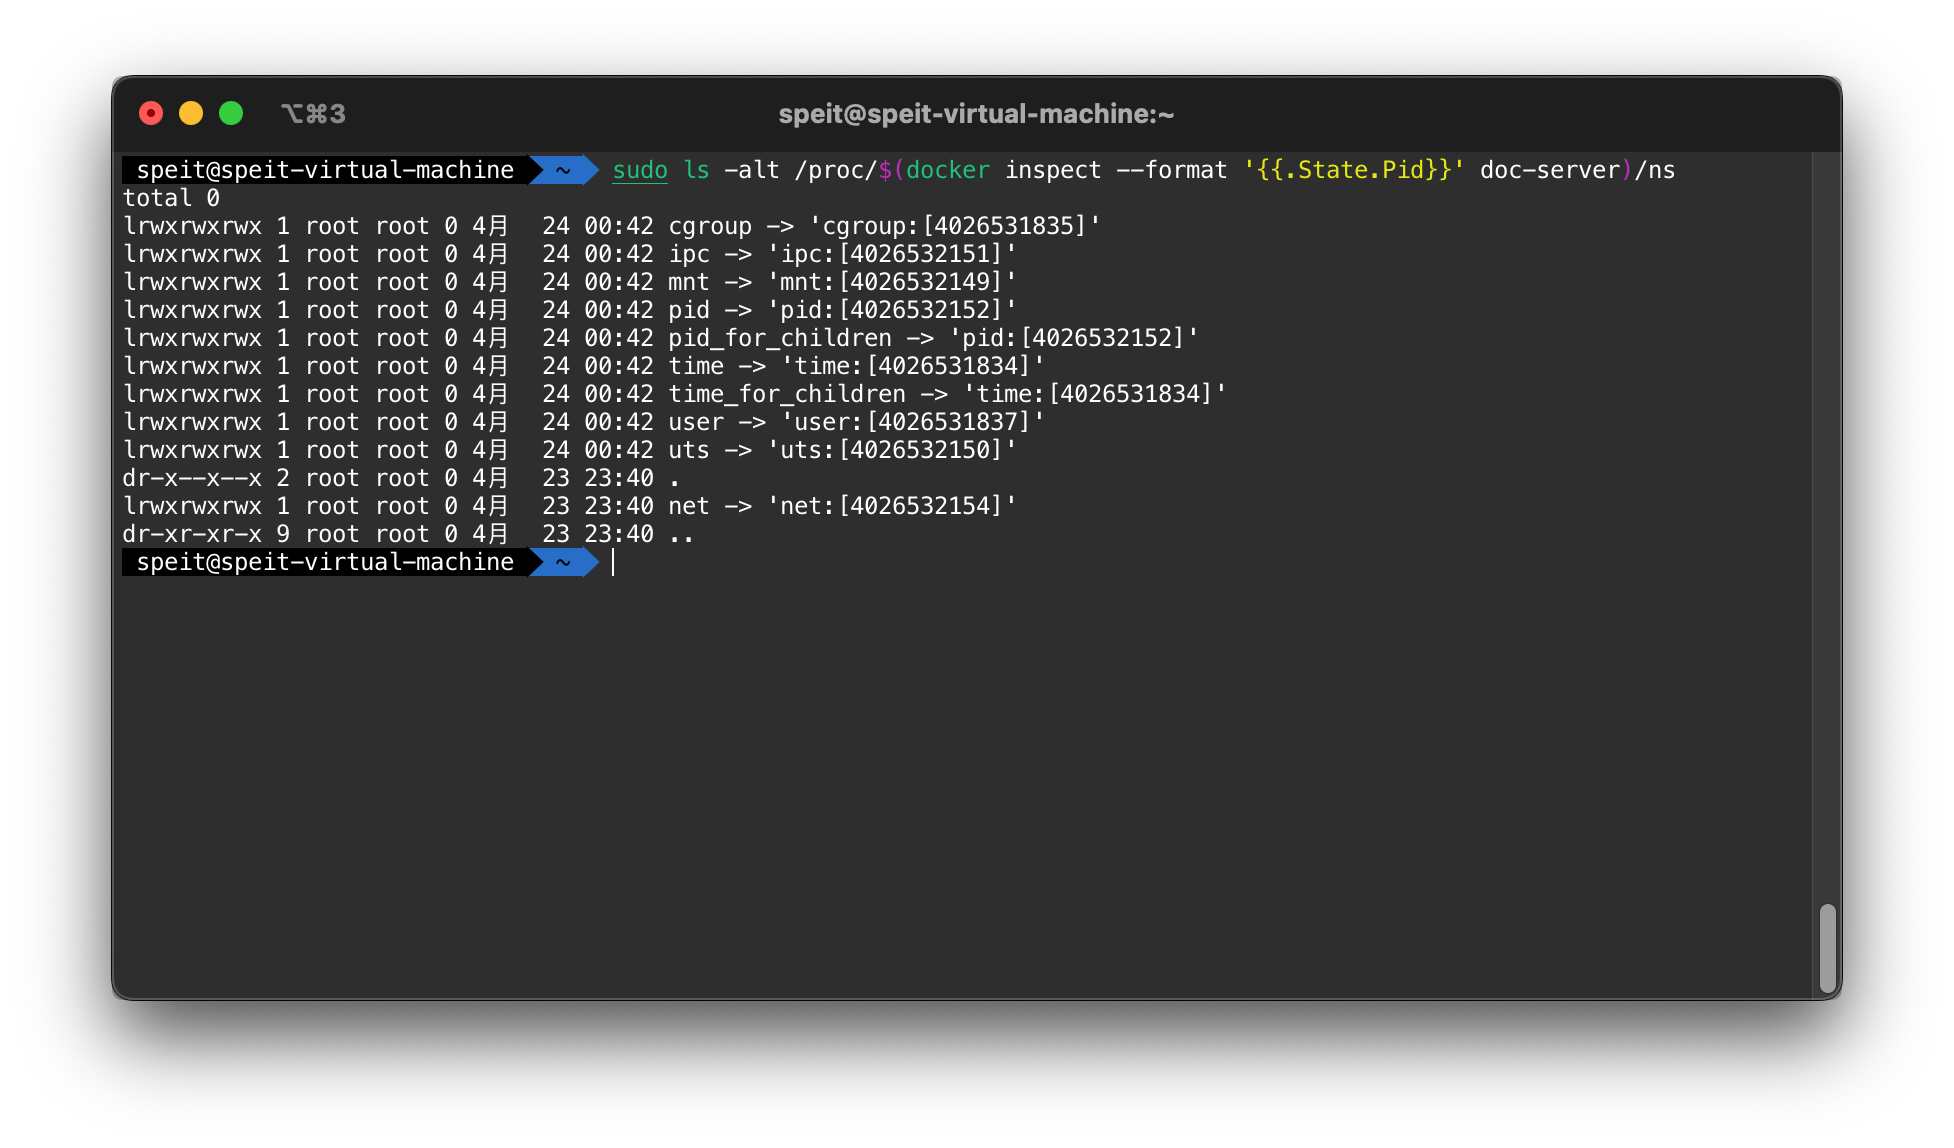 ⌥⌘3
speit@speit-virtual-machine:~
speit@speit-virtual-machine ~ sudo ls -alt /proc/$(docker inspect --format '{{.State.Pid}}' doc-server)/ns
total 0
lrwxrwxrwx 1 root root 0 4月  24 00:42 cgroup -> 'cgroup:[4026531835]'
lrwxrwxrwx 1 root root 0 4月  24 00:42 ipc -> 'ipc:[4026532151]'
lrwxrwxrwx 1 root root 0 4月  24 00:42 mnt -> 'mnt:[4026532149]'
lrwxrwxrwx 1 root root 0 4月  24 00:42 pid -> 'pid:[4026532152]'
lrwxrwxrwx 1 root root 0 4月  24 00:42 pid_for_children -> 'pid:[4026532152]'
lrwxrwxrwx 1 root root 0 4月  24 00:42 time -> 'time:[4026531834]'
lrwxrwxrwx 1 root root 0 4月  24 00:42 time_for_children -> 'time:[4026531834]'
lrwxrwxrwx 1 root root 0 4月  24 00:42 user -> 'user:[4026531837]'
lrwxrwxrwx 1 root root 0 4月  24 00:42 uts -> 'uts:[4026532150]'
dr-x--x--x 2 root root 0 4月  23 23:40 .
lrwxrwxrwx 1 root root 0 4月  23 23:40 net -> 'net:[4026532154]'
dr-xr-xr-x 9 root root 0 4月  23 23:40 ..
speit@speit-virtual-machine ~